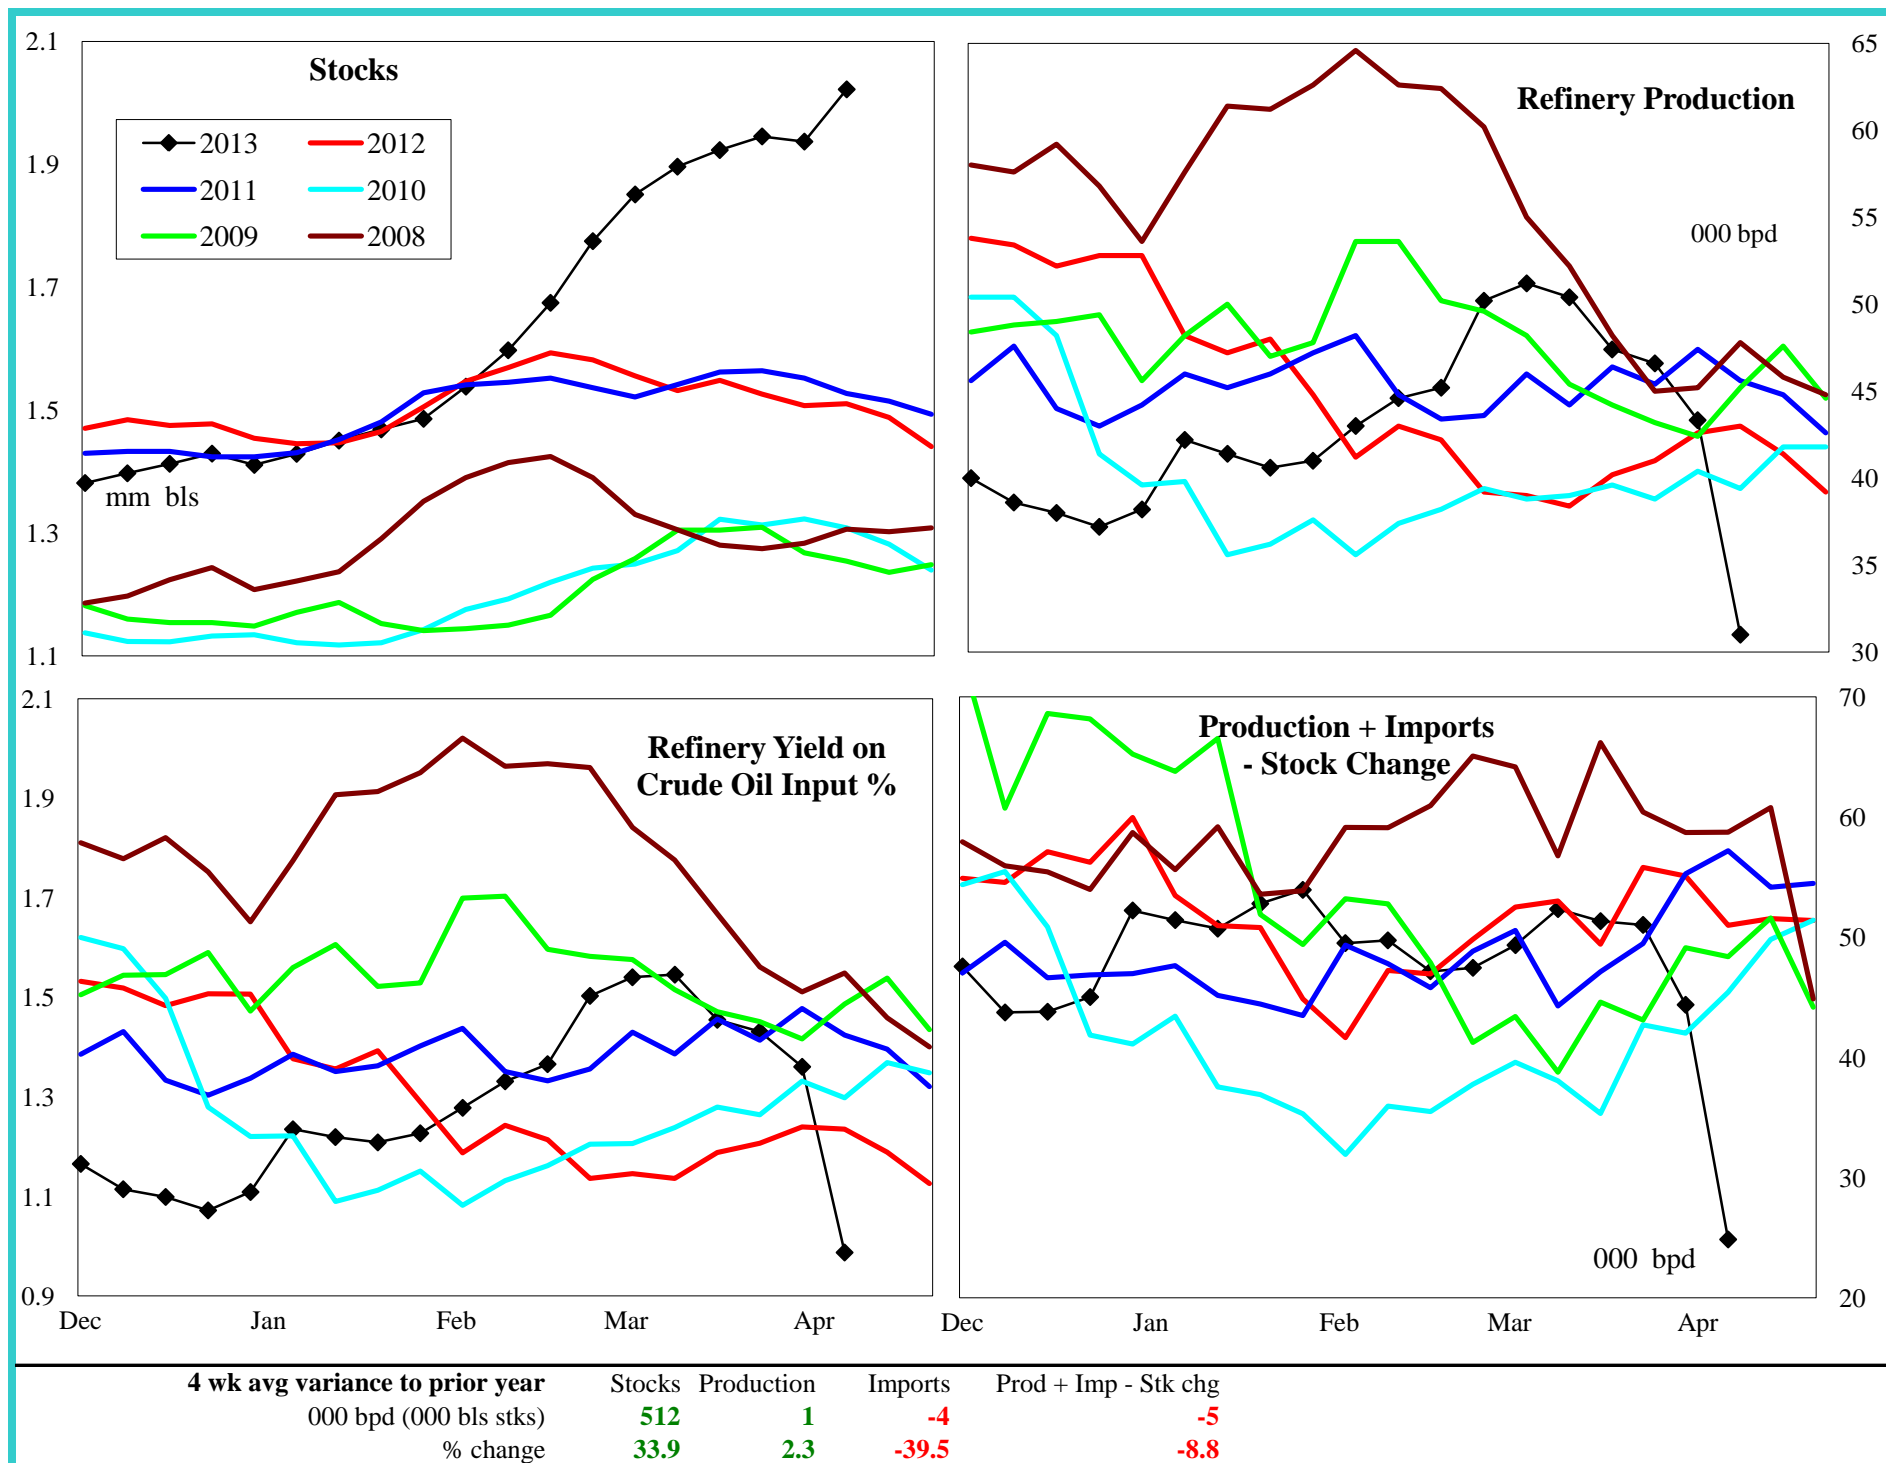 Stocks
mm bls
2013 2012
2011 2010
2009 2008
2.1
1.9
1.7
1.5
1.3
1.1
Refinery Production
000 bpd
65
60
55
50
45
40
35
30
Refinery Yield on
Crude Oil Input %
2.1
1.9
1.7
1.5
1.3
1.1
0.9
Dec Jan Feb Mar Apr
Production + Imports
- Stock Change
000 bpd
70
60
50
40
30
20
Dec Jan Feb Mar Apr
4 wk avg variance to prior year Stocks Production Imports Prod + Imp - Stk chg
000 bpd (000 bls stks) 512 1 -4 -5
% change 33.9 2.3 -39.5 -8.8